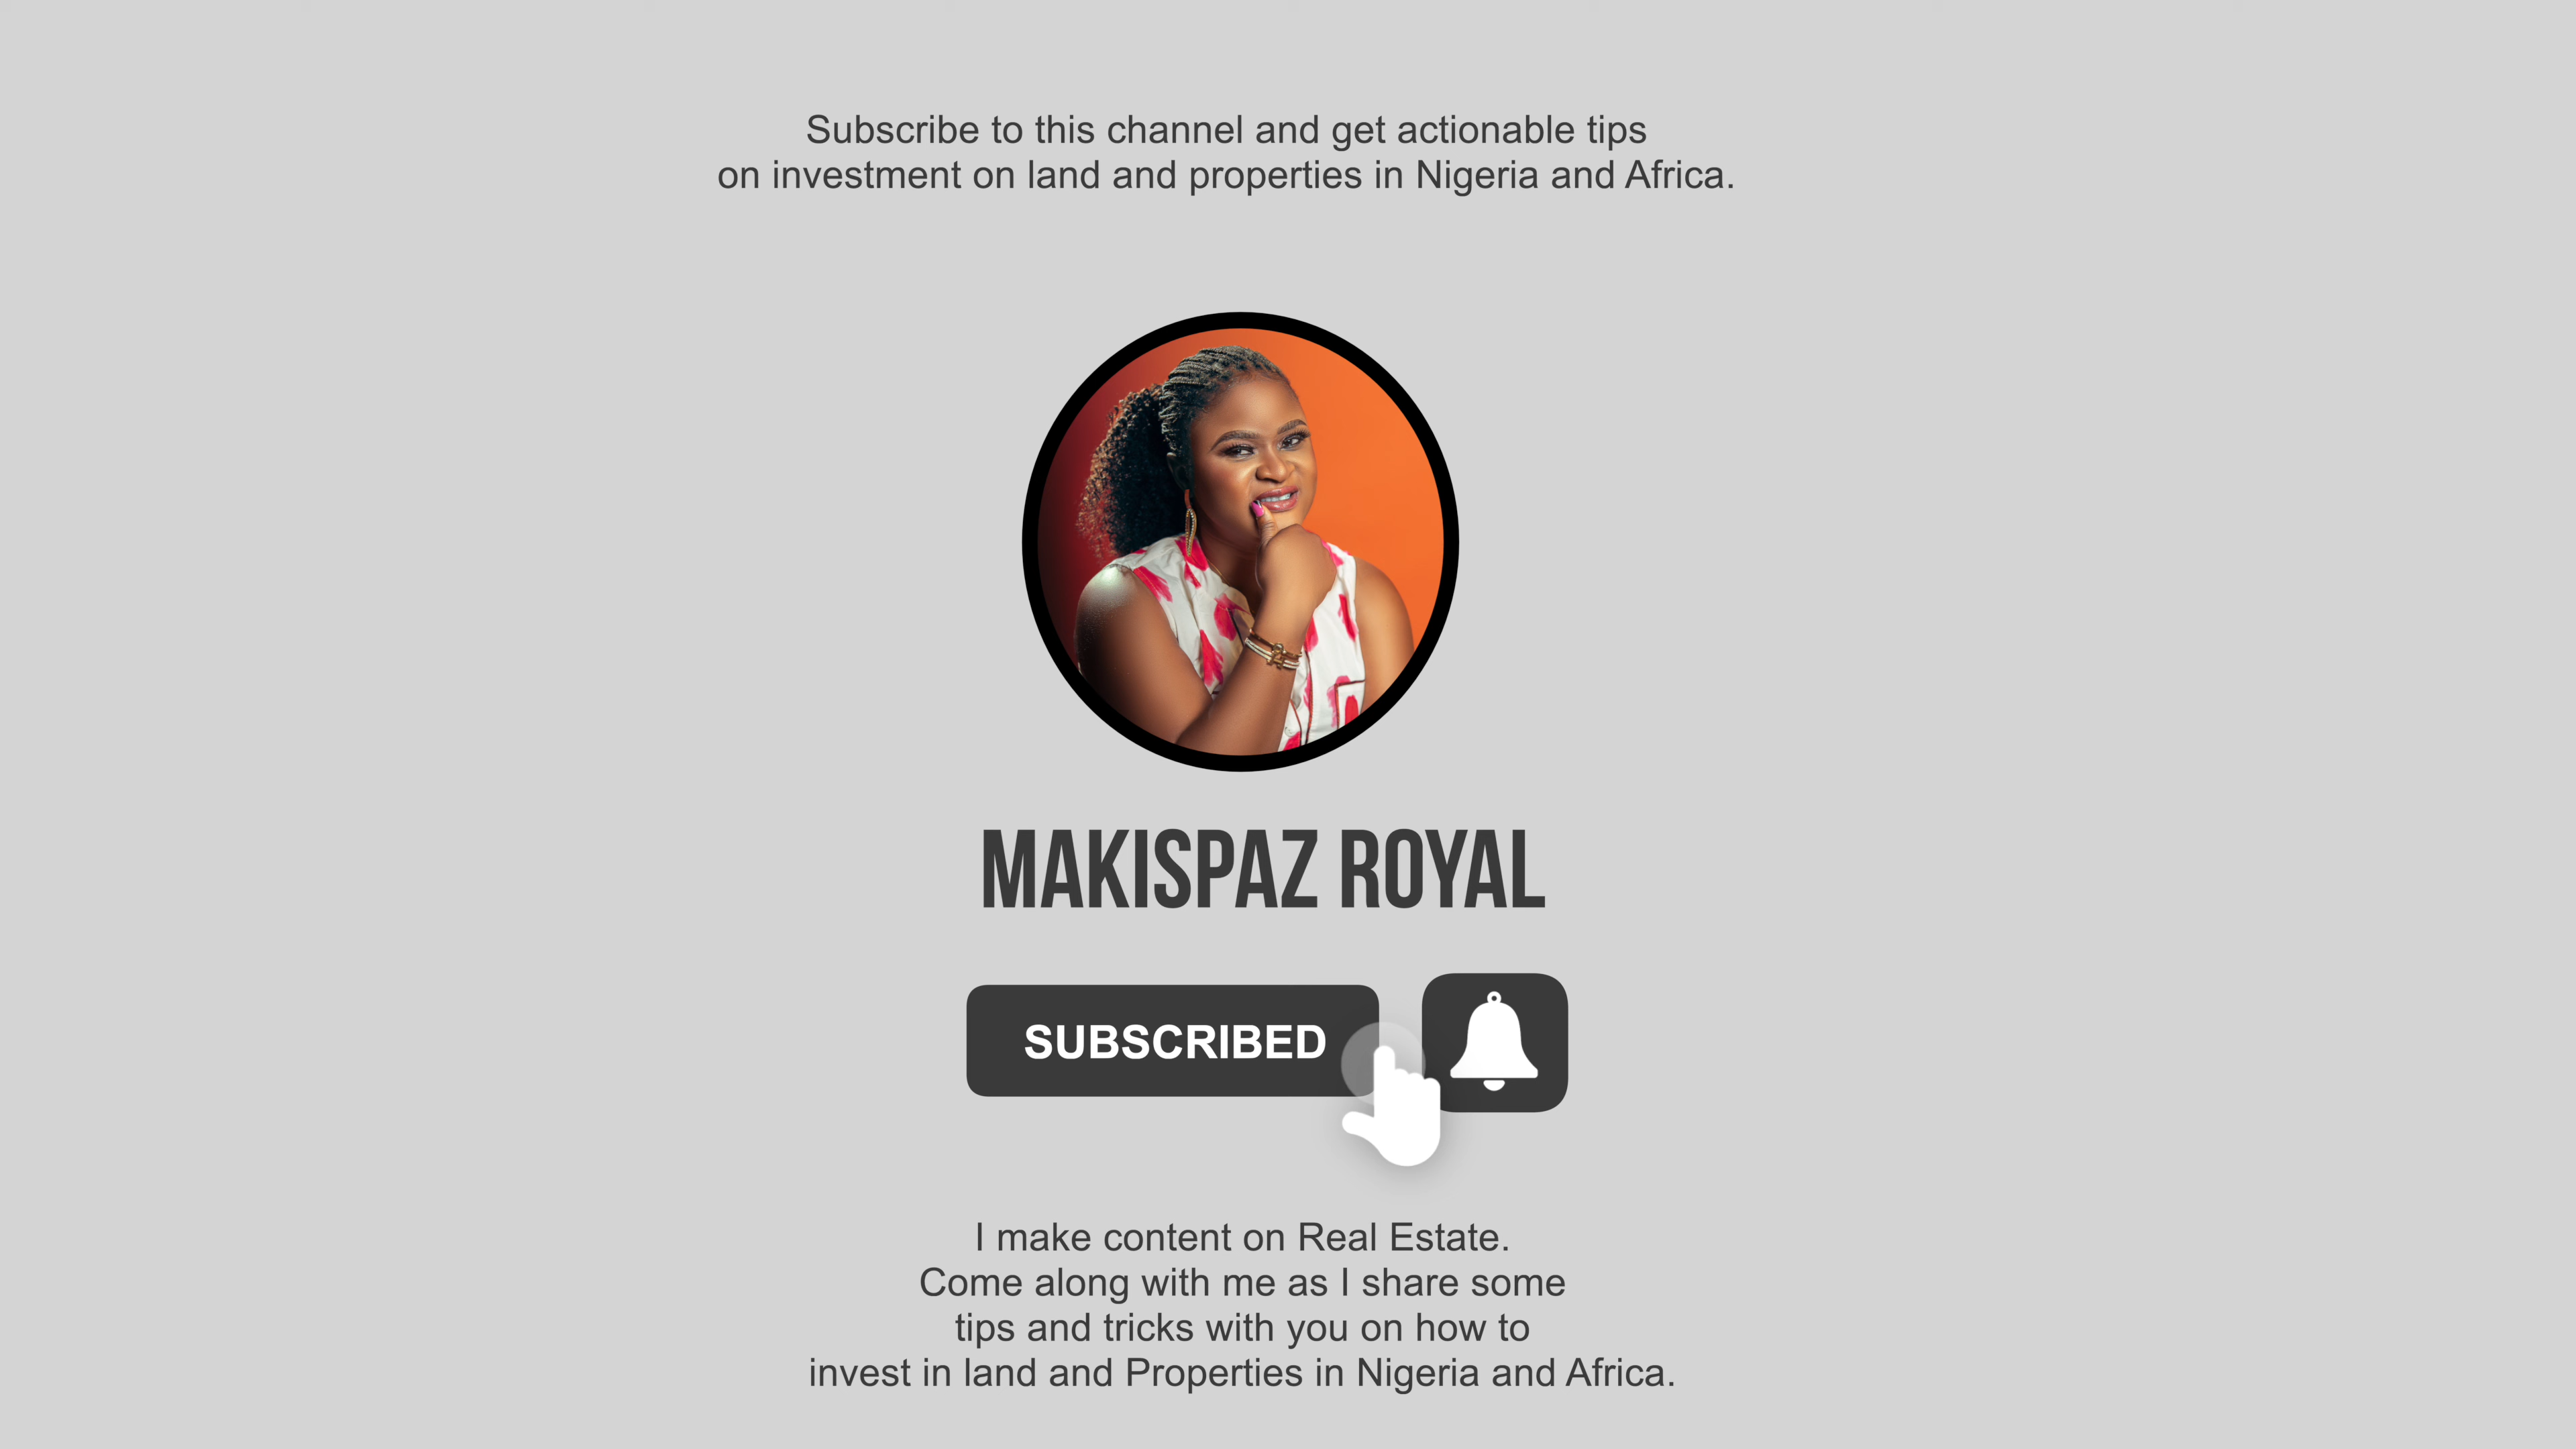 Subscribe to this channel and get actionable tips
on investment on land and properties in Nigeria and Africa.
MAKISPAZ ROYAL
SUBSCRIBED
I make content on Real Estate.
Come along with me as I share some
tips and tricks with you on how to
invest in land and Properties in Nigeria and Africa.